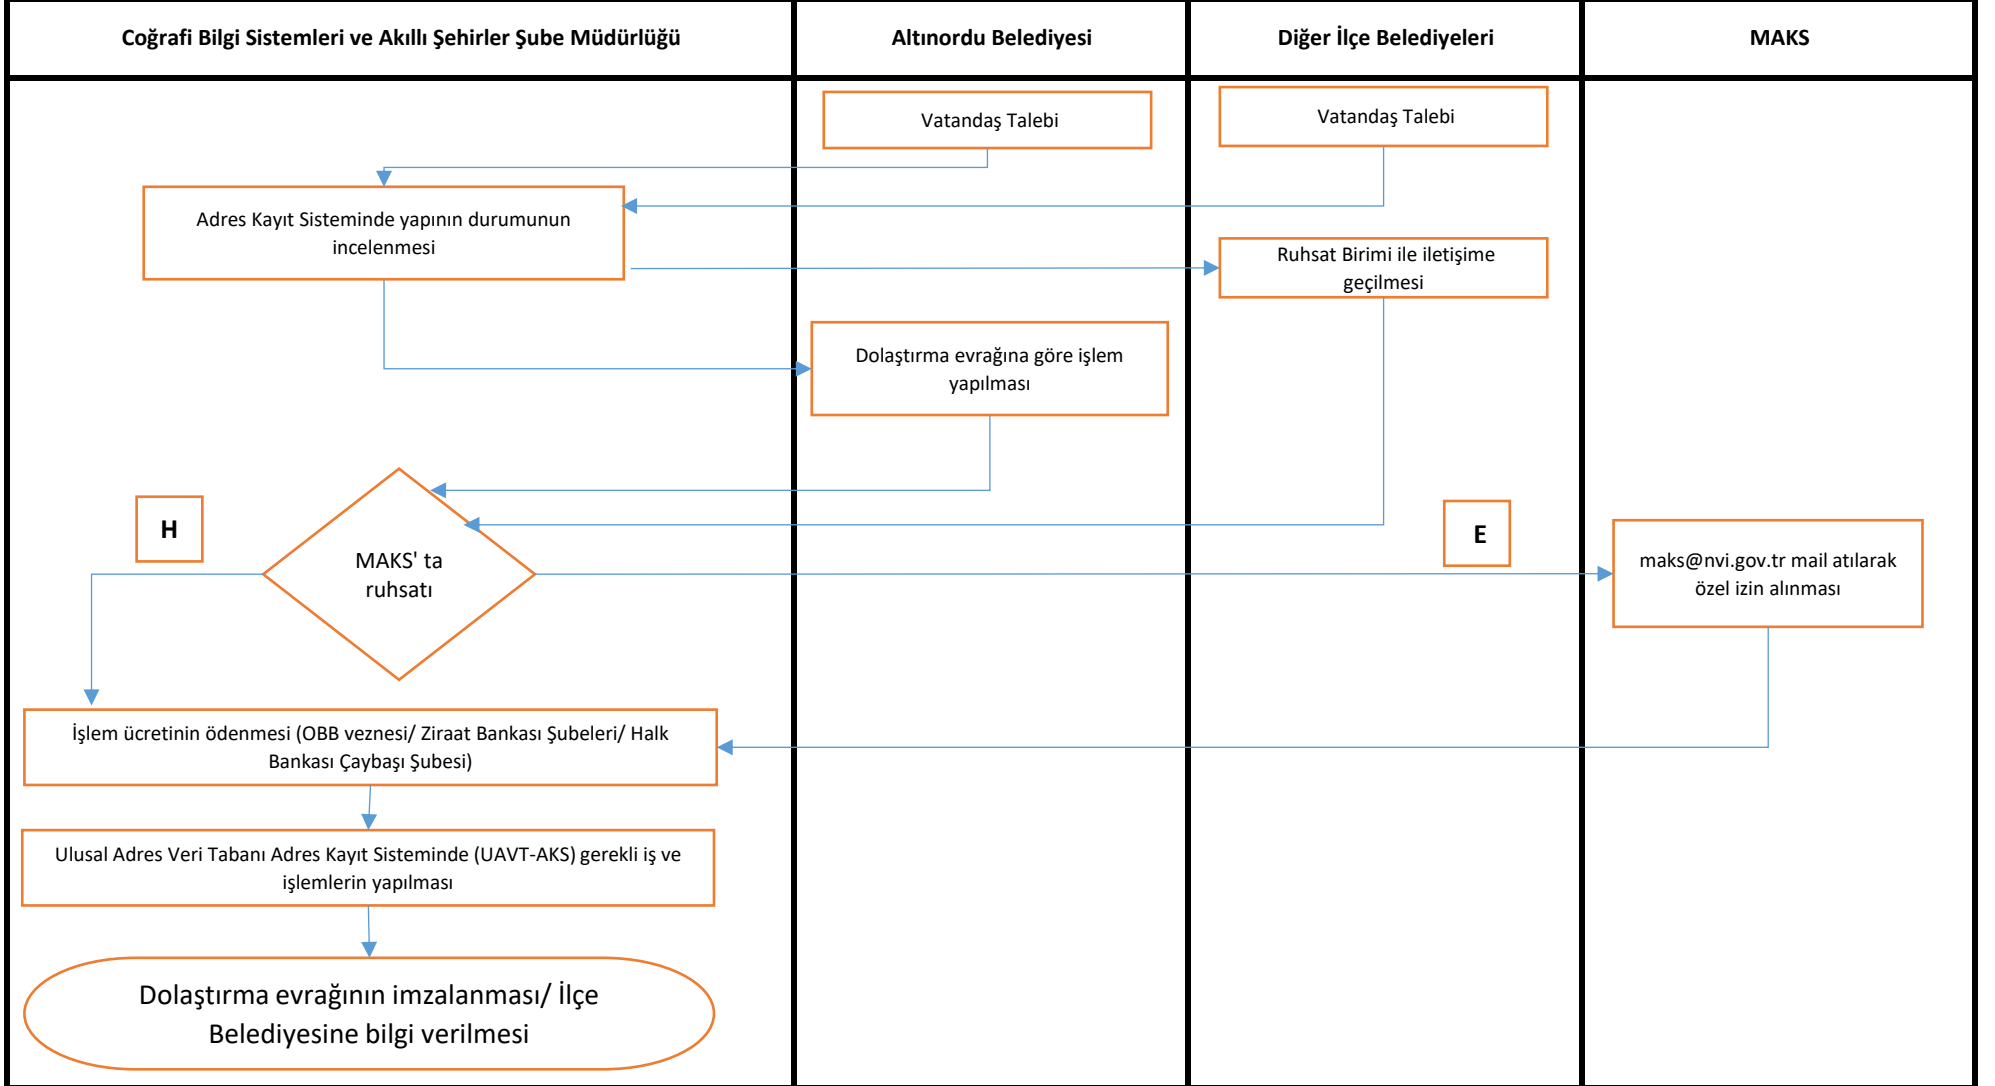 Coğrafi Bilgi Sistemleri ve Akıllı Şehirler Şube Müdürlüğü
Altınordu Belediyesi
Diğer İlçe Belediyeleri
MAKS
Vatandaş Talebi
Vatandaş Talebi
Adres Kayıt Sisteminde yapının durumunun
incelenmesi
Ruhsat Birimi ile iletişime
geçilmesi
Dolaştırma evrağına göre işlem
yapılması
H
E
MAKS' ta
ruhsatı
maks@nvi.gov.tr mail atılarak
özel izin alınması
İşlem ücretinin ödenmesi (OBB veznesi/ Ziraat Bankası Şubeleri/ Halk
Bankası Çaybaşı Şubesi)
Ulusal Adres Veri Tabanı Adres Kayıt Sisteminde (UAVT-AKS) gerekli iş ve
işlemlerin yapılması
Dolaştırma evrağının imzalanması/ İlçe
Belediyesine bilgi verilmesi